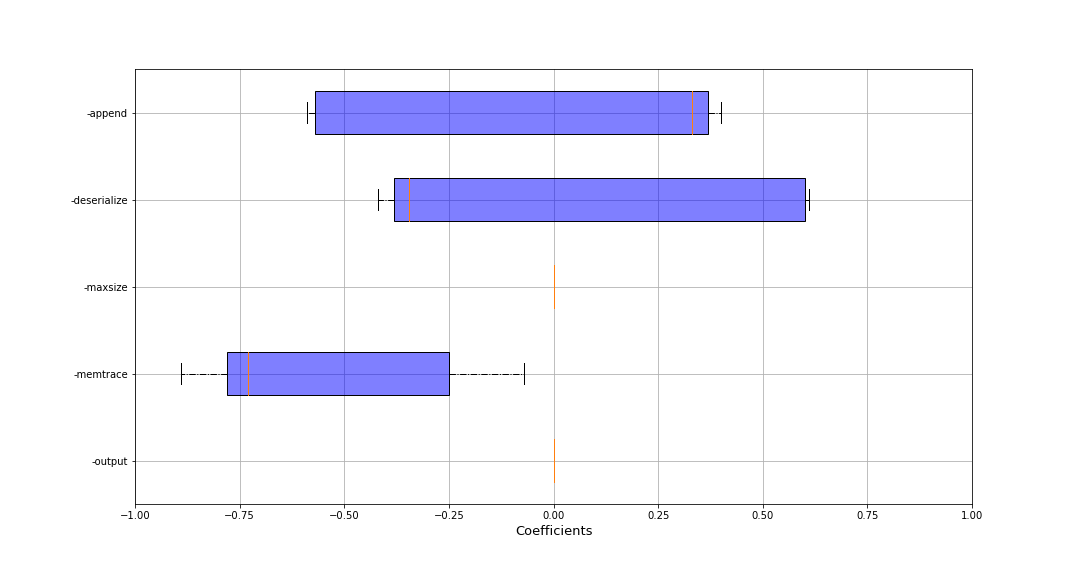 -append
-deserialize
-maxsize
-memtrace
-output
−1.00 −0.75 −0.50 −0.25 0.00 0.25 0.50 0.75 1.00
Coefficients